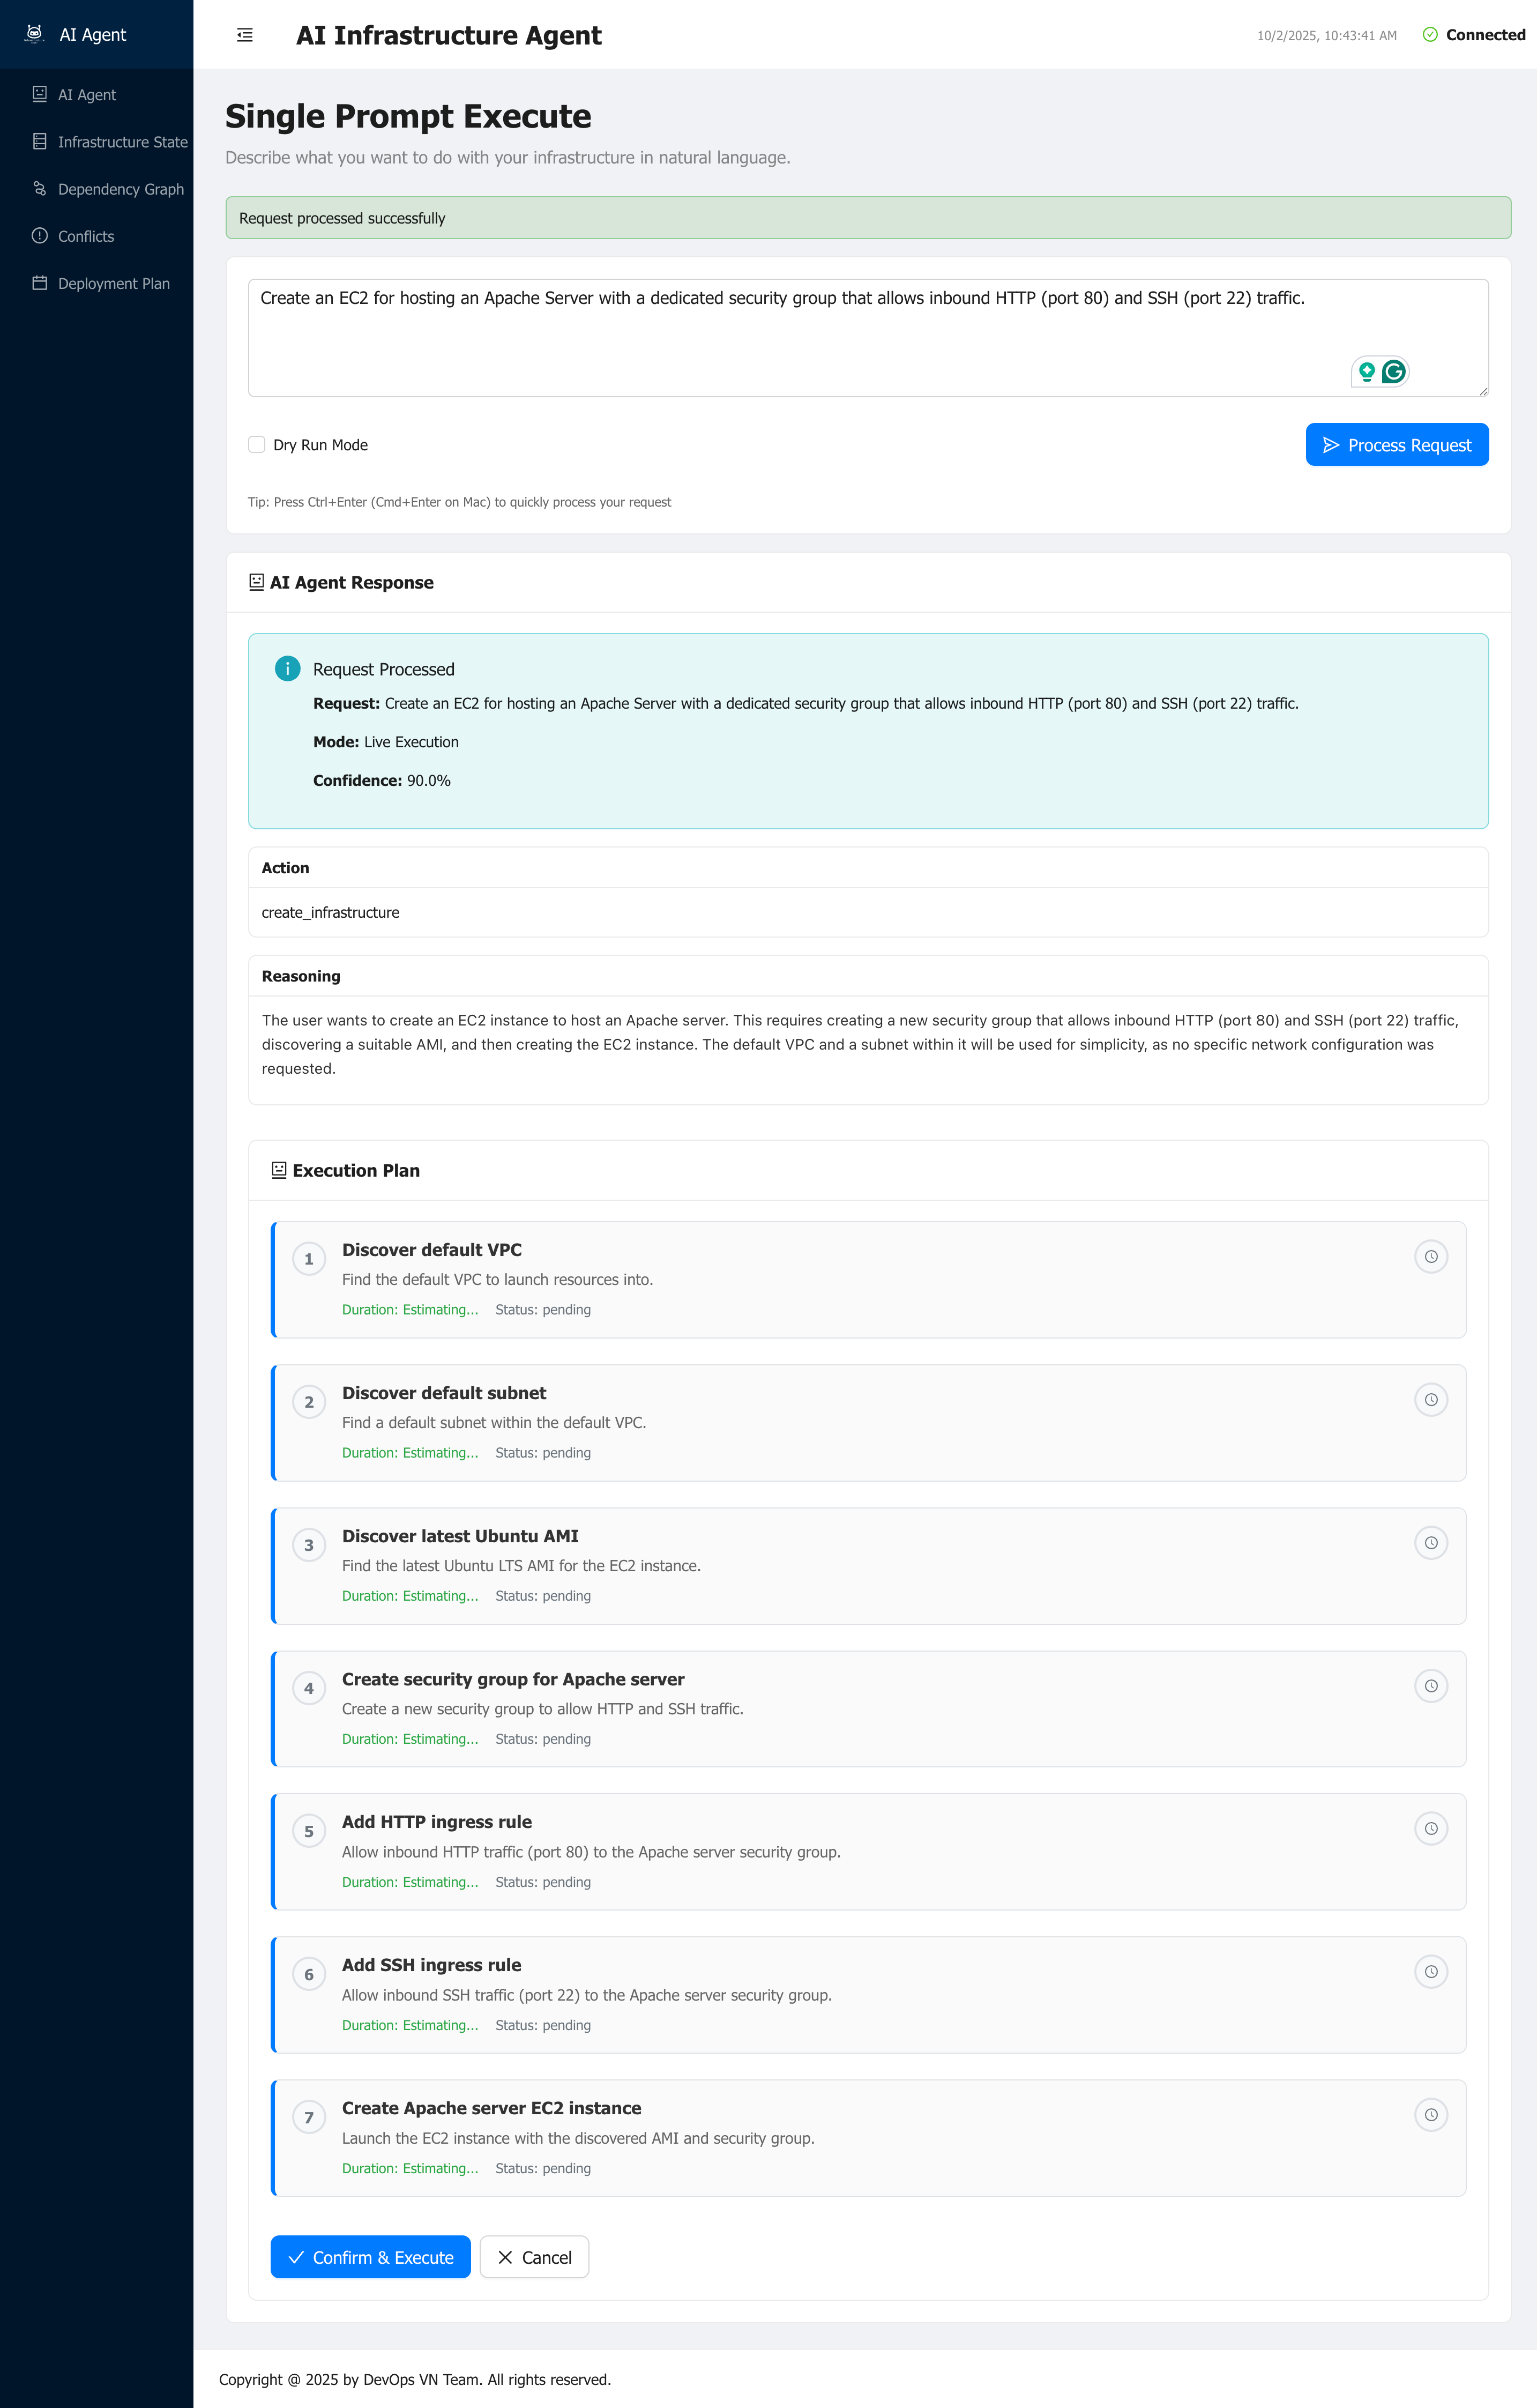 AI Agent
AI Infrastructure Agent
10/2/2025, 10:43:41 AM
Connected
AI Agent
Infrastructure State
Dependency Graph
Conflicts
Deployment Plan
Single Prompt Execute
Describe what you want to do with your infrastructure in natural language.
Request processed successfully
Create an EC2 for hosting an Apache Server with a dedicated security group that allows inbound HTTP (port 80) and SSH (port 22) traffic.
Dry Run Mode
Process Request
Tip: Press Ctrl+Enter (Cmd+Enter on Mac) to quickly process your request
AI Agent Response
Request Processed
Request: Create an EC2 for hosting an Apache Server with a dedicated security group that allows inbound HTTP (port 80) and SSH (port 22) traffic.
Mode: Live Execution
Confidence: 90.0%
Action
create_infrastructure
Reasoning
The user wants to create an EC2 instance to host an Apache server. This requires creating a new security group that allows inbound HTTP (port 80) and SSH (port 22) traffic,
discovering a suitable AMI, and then creating the EC2 instance. The default VPC and a subnet within it will be used for simplicity, as no specific network configuration was
requested.
Execution Plan
1
Discover default VPC
Find the default VPC to launch resources into.
Duration: Estimating... Status: pending
2
Discover default subnet
Find a default subnet within the default VPC.
Duration: Estimating... Status: pending
3
Discover latest Ubuntu AMI
Find the latest Ubuntu LTS AMI for the EC2 instance.
Duration: Estimating... Status: pending
4
Create security group for Apache server
Create a new security group to allow HTTP and SSH traffic.
Duration: Estimating... Status: pending
5
Add HTTP ingress rule
Allow inbound HTTP traffic (port 80) to the Apache server security group.
Duration: Estimating... Status: pending
6
Add SSH ingress rule
Allow inbound SSH traffic (port 22) to the Apache server security group.
Duration: Estimating... Status: pending
7
Create Apache server EC2 instance
Launch the EC2 instance with the discovered AMI and security group.
Duration: Estimating... Status: pending
Confirm & Execute
Cancel
Copyright @ 2025 by DevOps VN Team. All rights reserved.